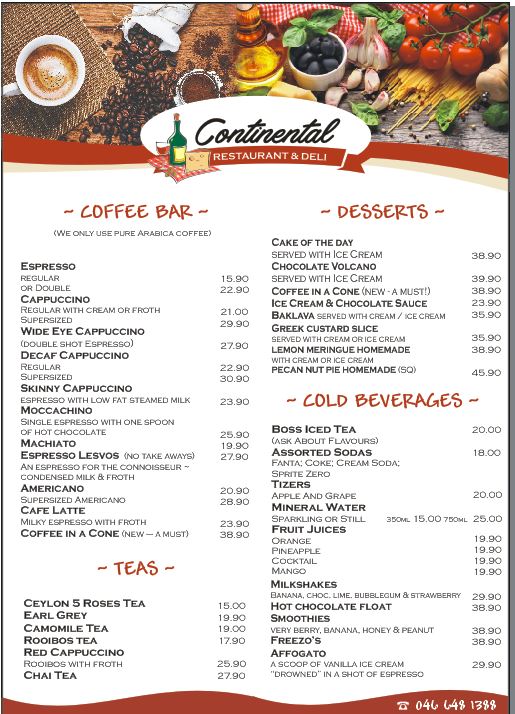 Continental
RESTAURANT & DELI
~ COFFEE BAR ~
(WE ONLY USE PURE ARABICA COFFEE)
ESPRESSO
REGULAR 15.90
OR DOUBLE 22.90
CAPPUCCINO
REGULAR WITH CREAM OR FROTH 21.00
SUPERSIZED 29.90
WIDE EYE CAPPUCCINO
(DOUBLE SHOT ESPRESSO) 27.90
DECAF CAPPUCCINO
REGULAR 22.90
SUPERSIZED 30.90
SKINNY CAPPUCCINO
ESPRESSO WITH LOW FAT STEAMED MILK 23.90
MOCCACHINO
SINGLE ESPRESSO WITH ONE SPOON
OF HOT CHOCOLATE 25.90
MACHIATO 19.90
ESPRESSO LESVOS (NO TAKE AWAYS) 27.90
AN ESPRESSO FOR THE CONNOISSEUR ~
CONDENSED MILK & FROTH
AMERICANO 20.90
SUPERSIZED AMERICANO 28.90
CAFE LATTE
MILKY ESPRESSO WITH FROTH 23.90
COFFEE IN A CONE (NEW – A MUST) 38.90
~ TEAS ~
CEYLON 5 ROSES TEA 15.00
EARL GREY 19.90
CAMOMILE TEA 19.00
ROOIBOS TEA 17.90
RED CAPPUCCINO
ROOIBOS WITH FROTH 25.90
CHAI TEA 27.90
~ DESSERTS ~
CAKE OF THE DAY
SERVED WITH ICE CREAM 38.90
CHOCOLATE VOLCANO
SERVED WITH ICE CREAM 39.90
COFFEE IN A CONE (NEW - A MUST!) 38.90
ICE CREAM & CHOCOLATE SAUCE 23.90
BAKLAVA SERVED WITH CREAM / ICE CREAM 35.90
GREEK CUSTARD SLICE
SERVED WITH CREAM OR ICE CREAM 35.90
LEMON MERINGUE HOMEMADE 38.90
WITH CREAM OR ICE CREAM
PECAN NUT PIE HOMEMADE (SQ) 45.90
~ COLD BEVERAGES ~
BOSS ICED TEA 20.00
(ASK ABOUT FLAVOURS)
ASSORTED SODAS 18.00
FANTA; COKE; CREAM SODA;
SPRITE ZERO
TIZERS
APPLE AND GRAPE 20.00
MINERAL WATER
SPARKLING OR STILL 350ML 15.00 750ML 25.00
FRUIT JUICES
ORANGE 19.90
PINEAPPLE 19.90
COCKTAIL 19.90
MANGO 19.90
MILKSHAKES
BANANA, CHOC, LIME, BUBBLEGUM & STRAWBERRY 29.90
HOT CHOCOLATE FLOAT 38.90
SMOOTHIES
VERY BERRY, BANANA, HONEY & PEANUT 38.90
FREEZO'S 38.90
AFFOGATO
A SCOOP OF VANILLA ICE CREAM 29.90
"DROWNED" IN A SHOT OF ESPRESSO
☎ 046 648 1388